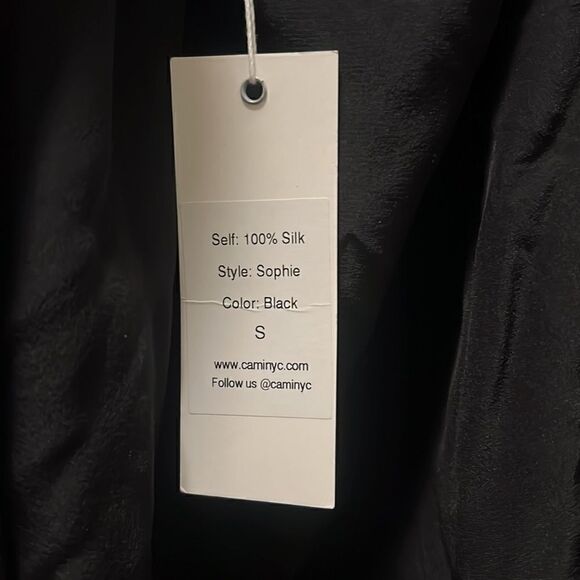 Self: 100% Silk
Style: Sophie
Color: Black
S
www.caminyc.com
Follow us @caminyc